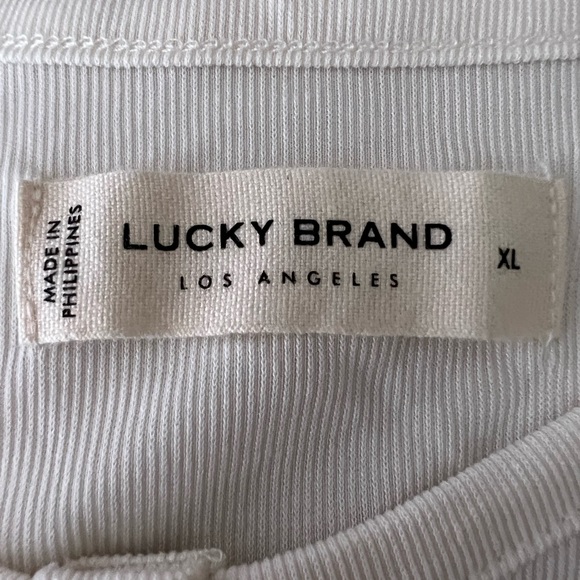 MADE IN
PHILIPPINES
LUCKY BRAND
LOS ANGELES
XL